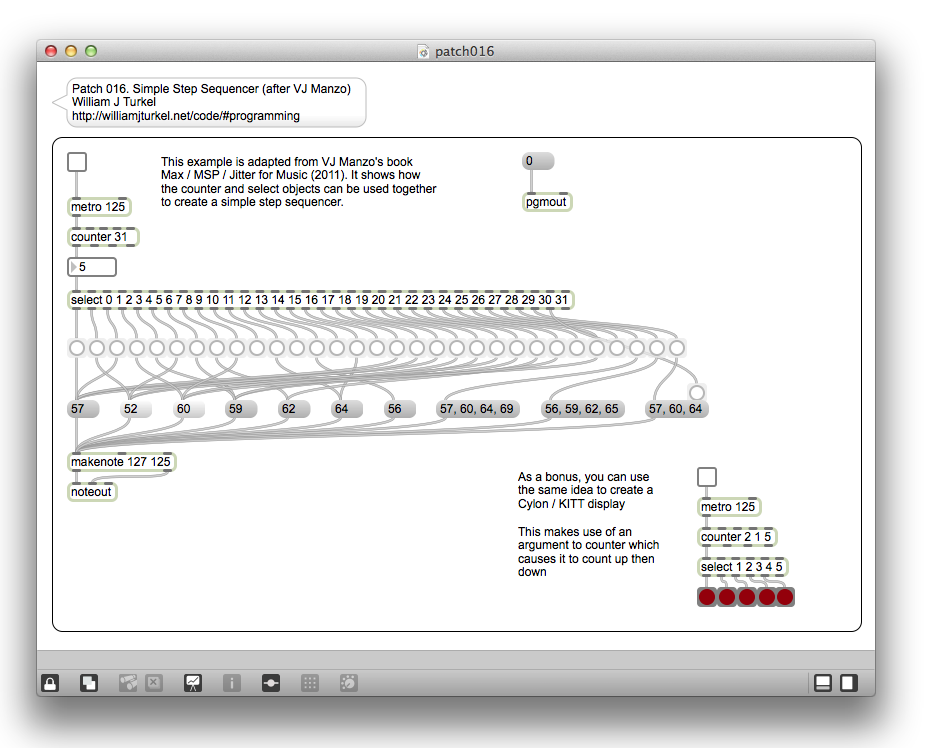 patch016
Patch 016. Simple Step Sequencer (after VJ Manzo)
William J Turkel
http://williamjturkel.net/code/#programming
This example is adapted from VJ Manzo's book
Max / MSP / Jitter for Music (2011). It shows how
the counter and select objects can be used together
to create a simple step sequencer.
0
pgmout
metro 125
counter 31
5
select 0 1 2 3 4 5 6 7 8 9 10 11 12 13 14 15 16 17 18 19 20 21 22 23 24 25 26 27 28 29 30 31
57 52 60 59 62 64 56 57, 60, 64, 69 56, 59, 62, 65 57, 60, 64
makenote 127 125
noteout
As a bonus, you can use
the same idea to create a
Cylon / KITT display
This makes use of an
argument to counter which
causes it to count up then
down
metro 125
counter 2 1 5
select 1 2 3 4 5